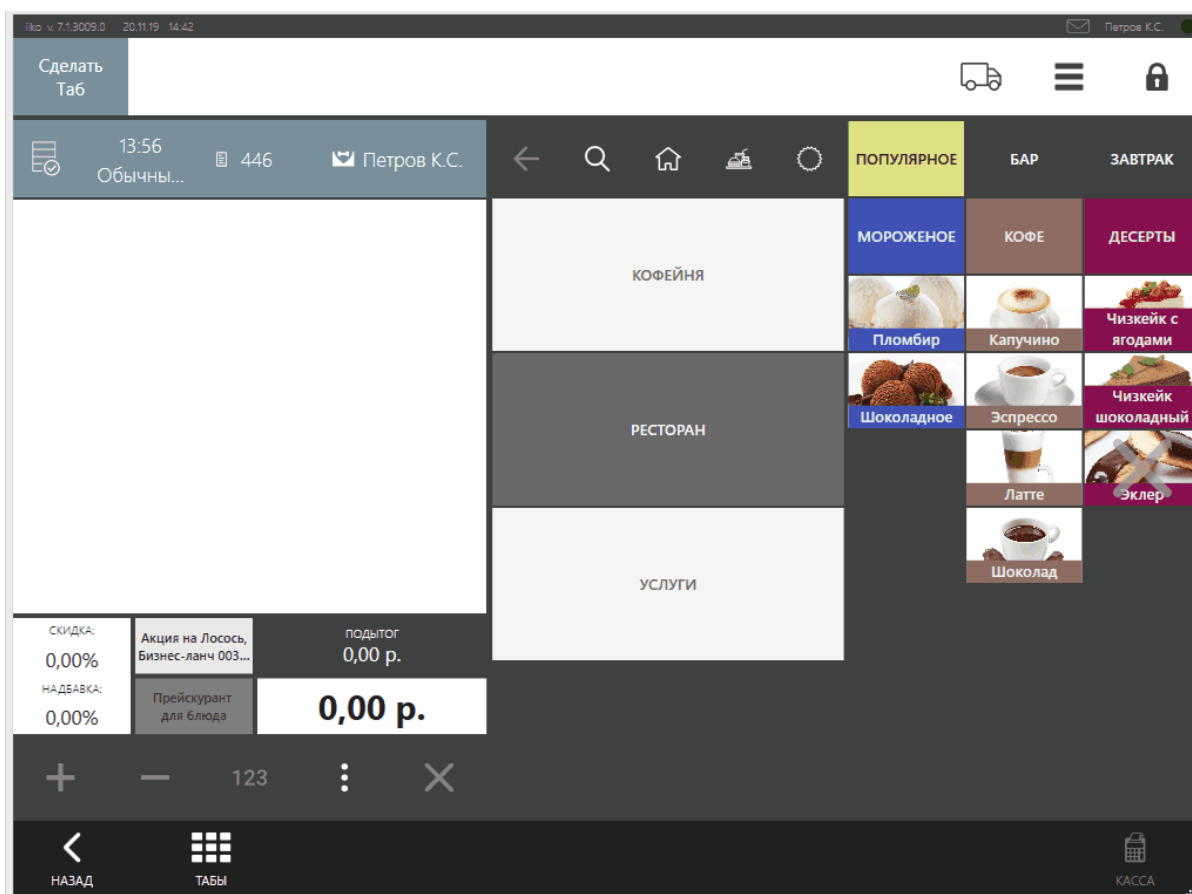 iiko v. 7.1.3009.0 20.11.19 14:42 Петров К.С.
Сделать
Таб
13:56
Обычны...
446
Петров К.С.
ПОПУЛЯРНОЕ
БАР
ЗАВТРАК
МОРОЖЕНОЕ
КОФЕ
ДЕСЕРТЫ
КОФЕЙНЯ
РЕСТОРАН
УСЛУГИ
Пломбир
Капучино
Чизкейк с
ягодами
Шоколадное
Эспрессо
Чизкейк
шоколадный
Латте
Эклер
Шоколад
СКИДКА:
0,00%
НАДБАВКА:
0,00%
Акция на Лосось,
Бизнес-ланч 003...
Прейскурант
для блюда
ПОДЫТОГ
0,00 р.
0,00 р.
123
НАЗАД
ТАБЫ
КАССА